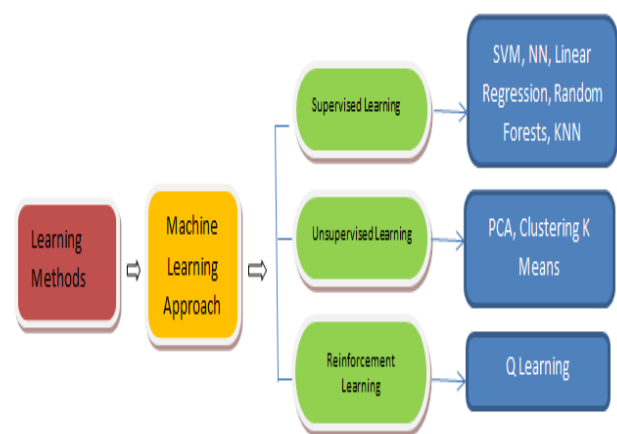 Learning
Methods
Machine
Learning
Approach
Supervised Learning
SVM, NN, Linear
Regression, Random
Forests, KNN
Unsupervised Learning
PCA, Clustering K
Means
Reinforcement
Learning
Q Learning